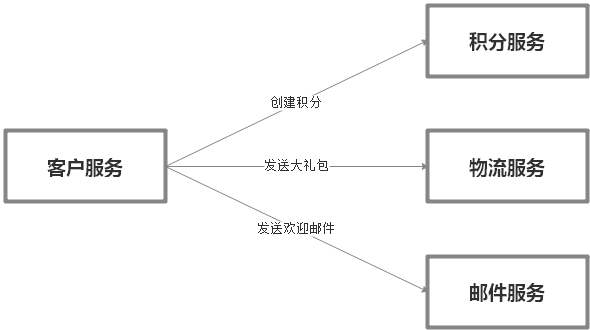 积分服务
创建积分
客户服务
发送大礼包
物流服务
发送欢迎邮件
邮件服务